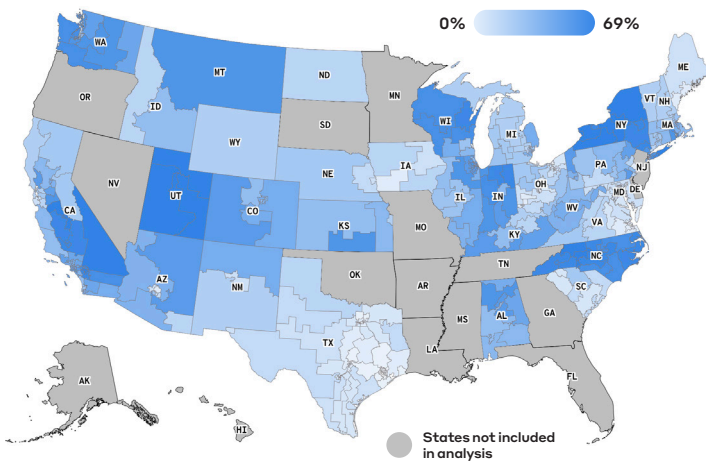 0% 69%
ME
WA
MT
ND
MN
VT
NH
OR
ID
WI
NY
MA
SD
MI
WY
IA
PA
NJ
NE
OH
MD
DE
NV
UT
IL
IN
CA
CO
WV
VA
KS
MO
KY
NC
TN
AZ
OK
NM
AR
SC
MS
AL
GA
TX
LA
AK
FL
HI
States not included
in analysis